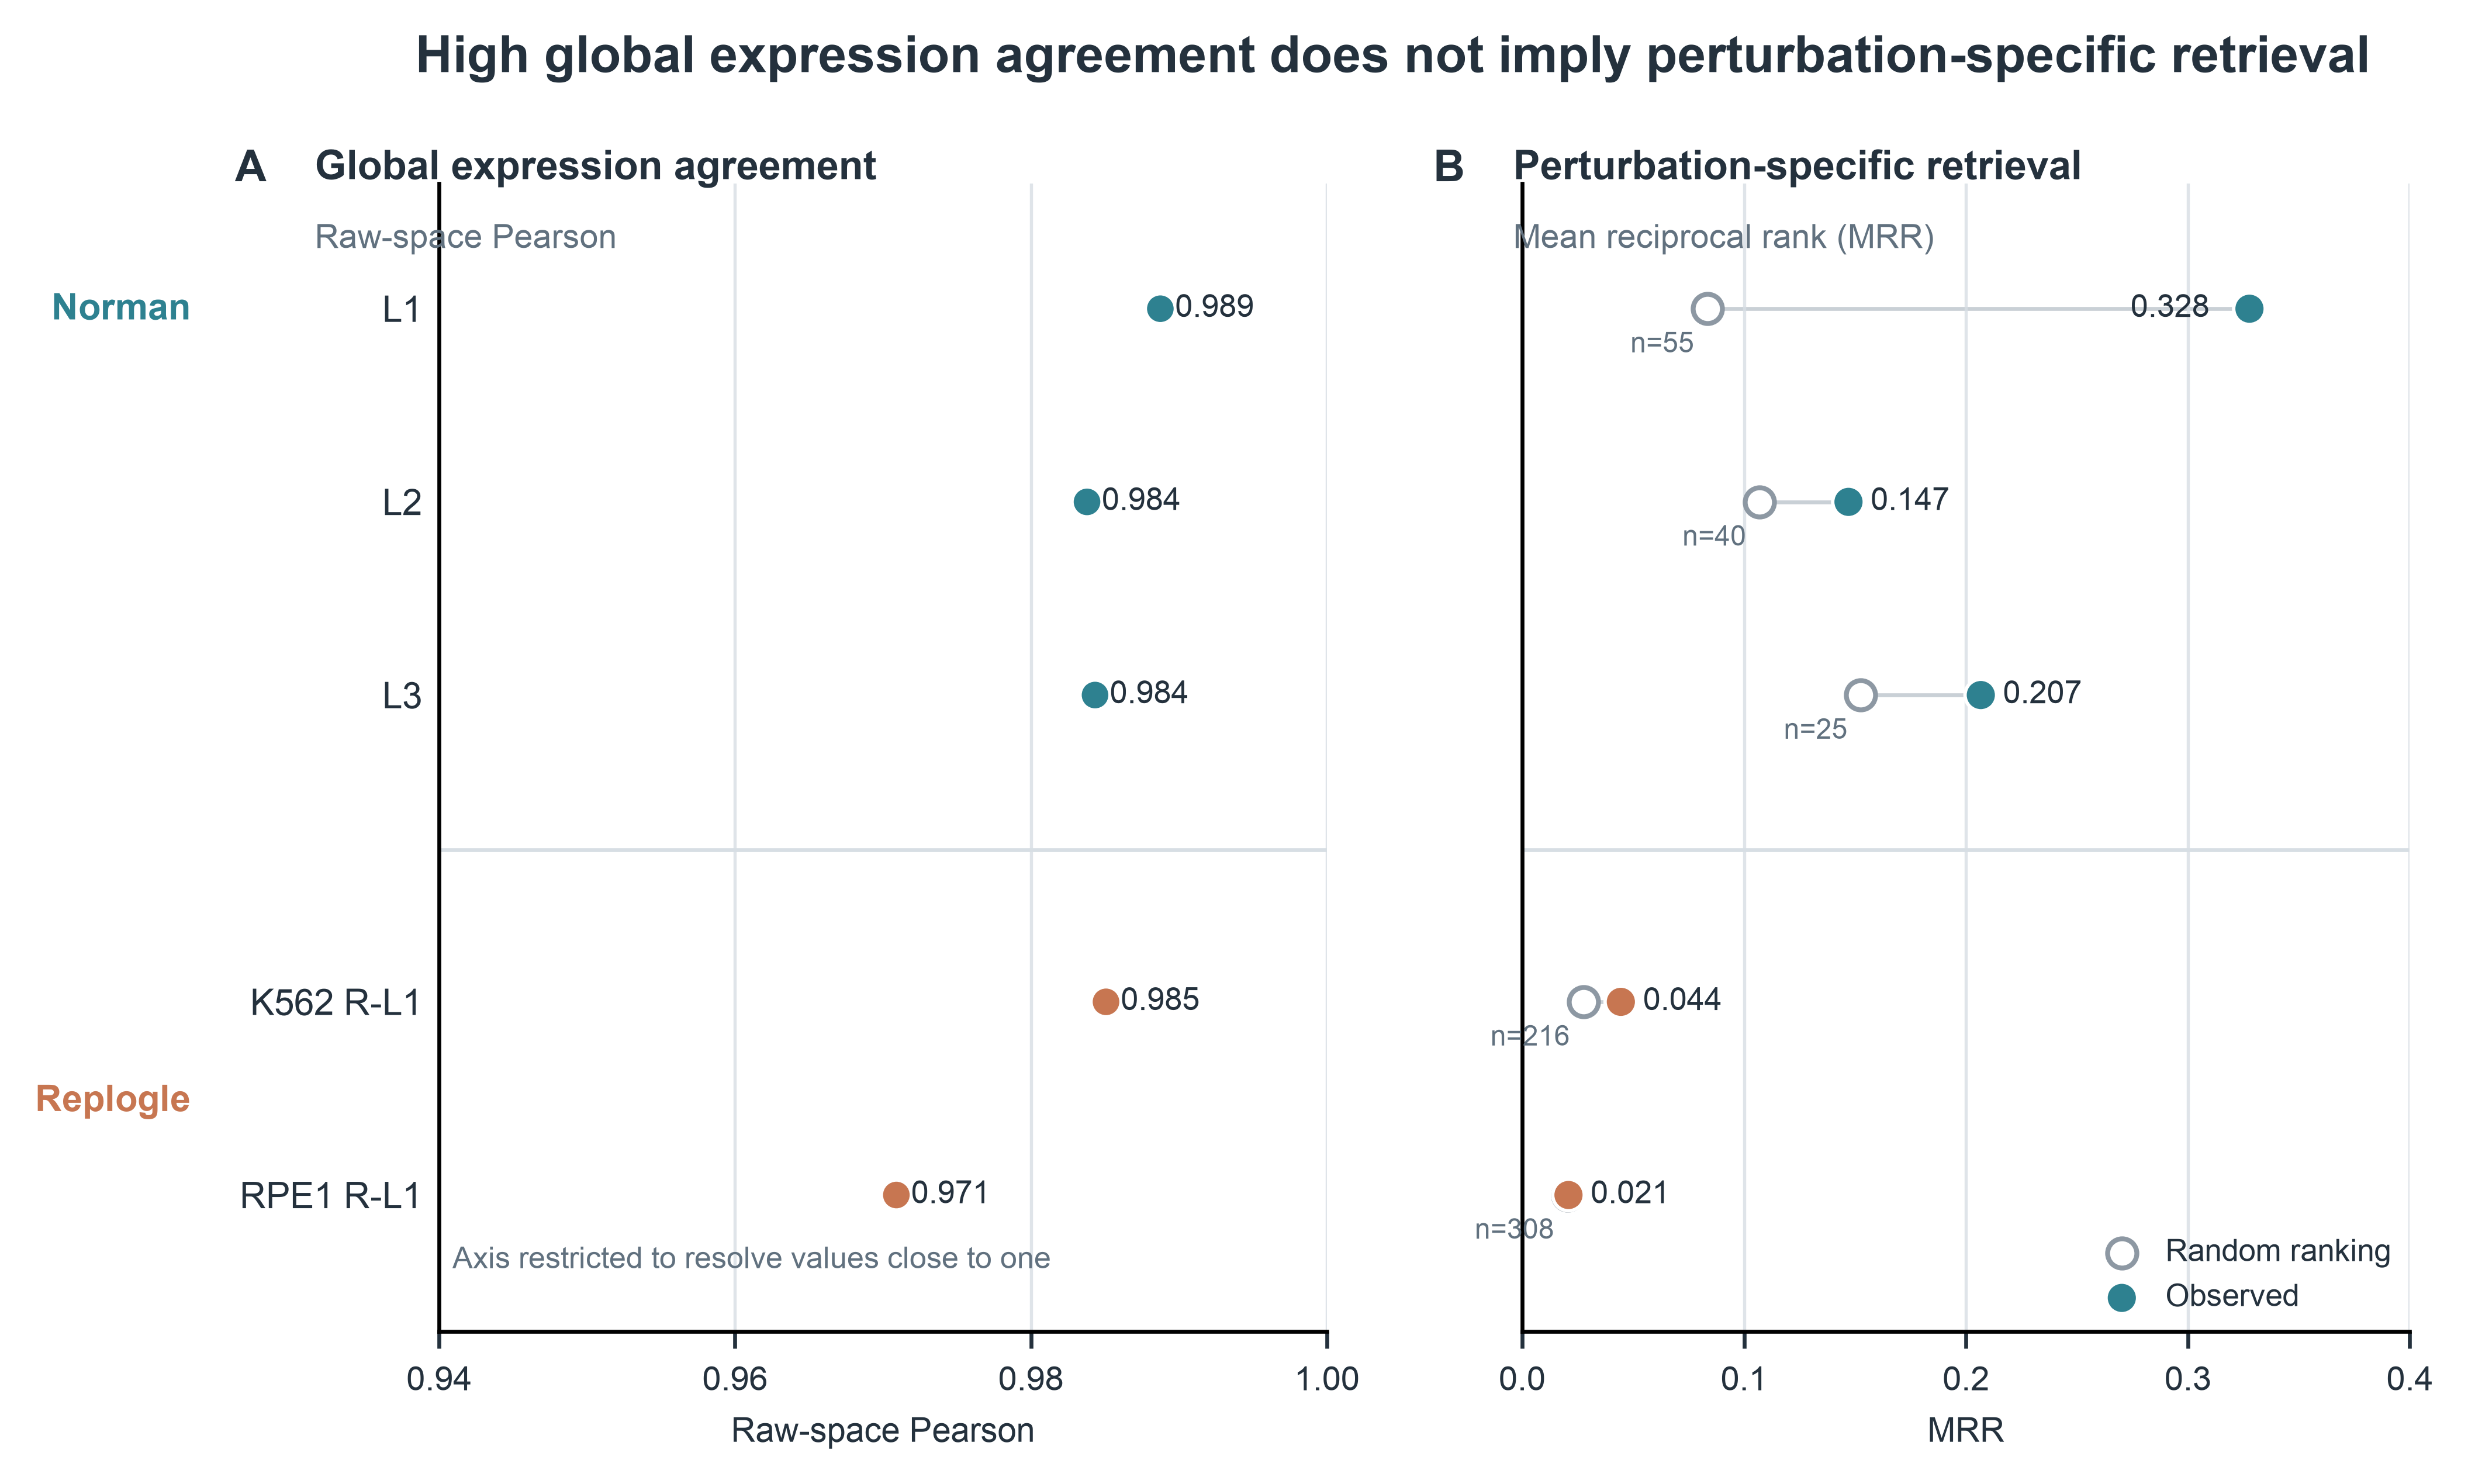 High global expression agreement does not imply perturbation-specific retrieval
A Global expression agreement
Raw-space Pearson
Norman
L1
0.989
L2
0.984
L3
0.984
Replogle
K562 R-L1
0.985
RPE1 R-L1
0.971
Axis restricted to resolve values close to one
0.94 0.96 0.98 1.00
Raw-space Pearson
B Perturbation-specific retrieval
Mean reciprocal rank (MRR)
0.328
n=55
0.147
n=40
0.207
n=25
0.044
n=216
0.021
n=308
Random ranking
Observed
0.0 0.1 0.2 0.3 0.4
MRR